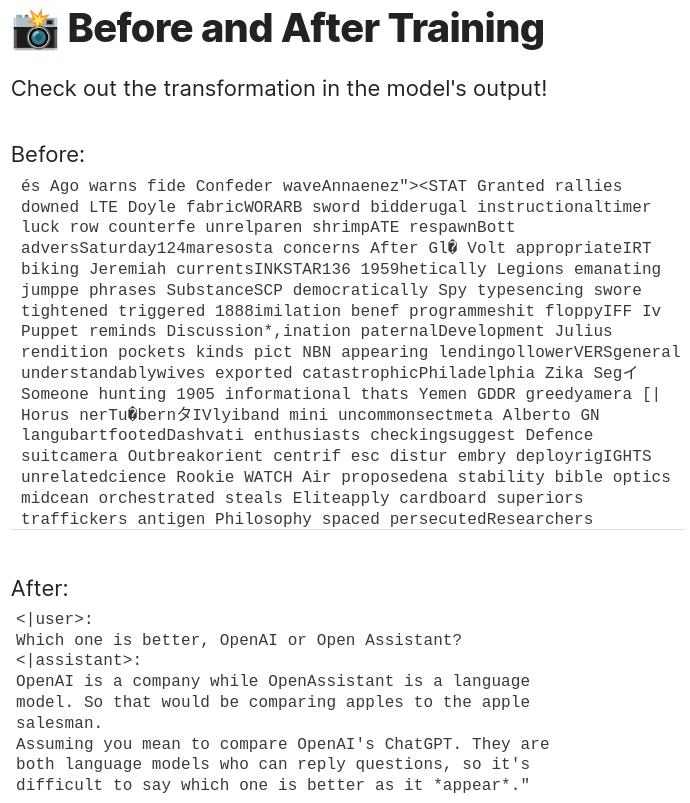 📸 Before and After Training
Check out the transformation in the model's output!
Before:
és Ago warns fide Confeder waveAnnaenez"><STAT Granted rallies
downed LTE Doyle fabricWORARB sword bidderugal instructionaltimer
luck row counterfe unrelparen shrimpATE respawnBott
adversSaturday124maresosta concerns After Gl� Volt appropriateIRT
biking Jeremiah currentsINKSTAR136 1959hetically Legions emanating
jumppe phrases SubstanceSCP democratically Spy typesencing swore
tightened triggered 1888imilation benef programmeshit floppyIFF Iv
Puppet reminds Discussion*,ination paternalDevelopment Julius
rendition pockets kinds pict NBN appearing lendingollowerVERSgeneral
understandablywives exported catastrophicPhiladelphia Zika Segイ
Someone hunting 1905 informational thats Yemen GDDR greedyamera [|
Horus nerTu�bernタIVlyiband mini uncommonsectmeta Alberto GN
langubartfootedDashvati enthusiasts checkingsuggest Defence
suitcamera Outbreakorient centrif esc distur embry deployrigIGHTS
unrelatedcience Rookie WATCH Air proposedena stability bible optics
midcean orchestrated steals Eliteapply cardboard superiors
traffickers antigen Philosophy spaced persecutedResearchers
After:
<|user>:
Which one is better, OpenAI or Open Assistant?
<|assistant>:
OpenAI is a company while OpenAssistant is a language
model. So that would be comparing apples to the apple
salesman.
Assuming you mean to compare OpenAI's ChatGPT. They are
both language models who can reply questions, so it's
difficult to say which one is better as it *appear*."